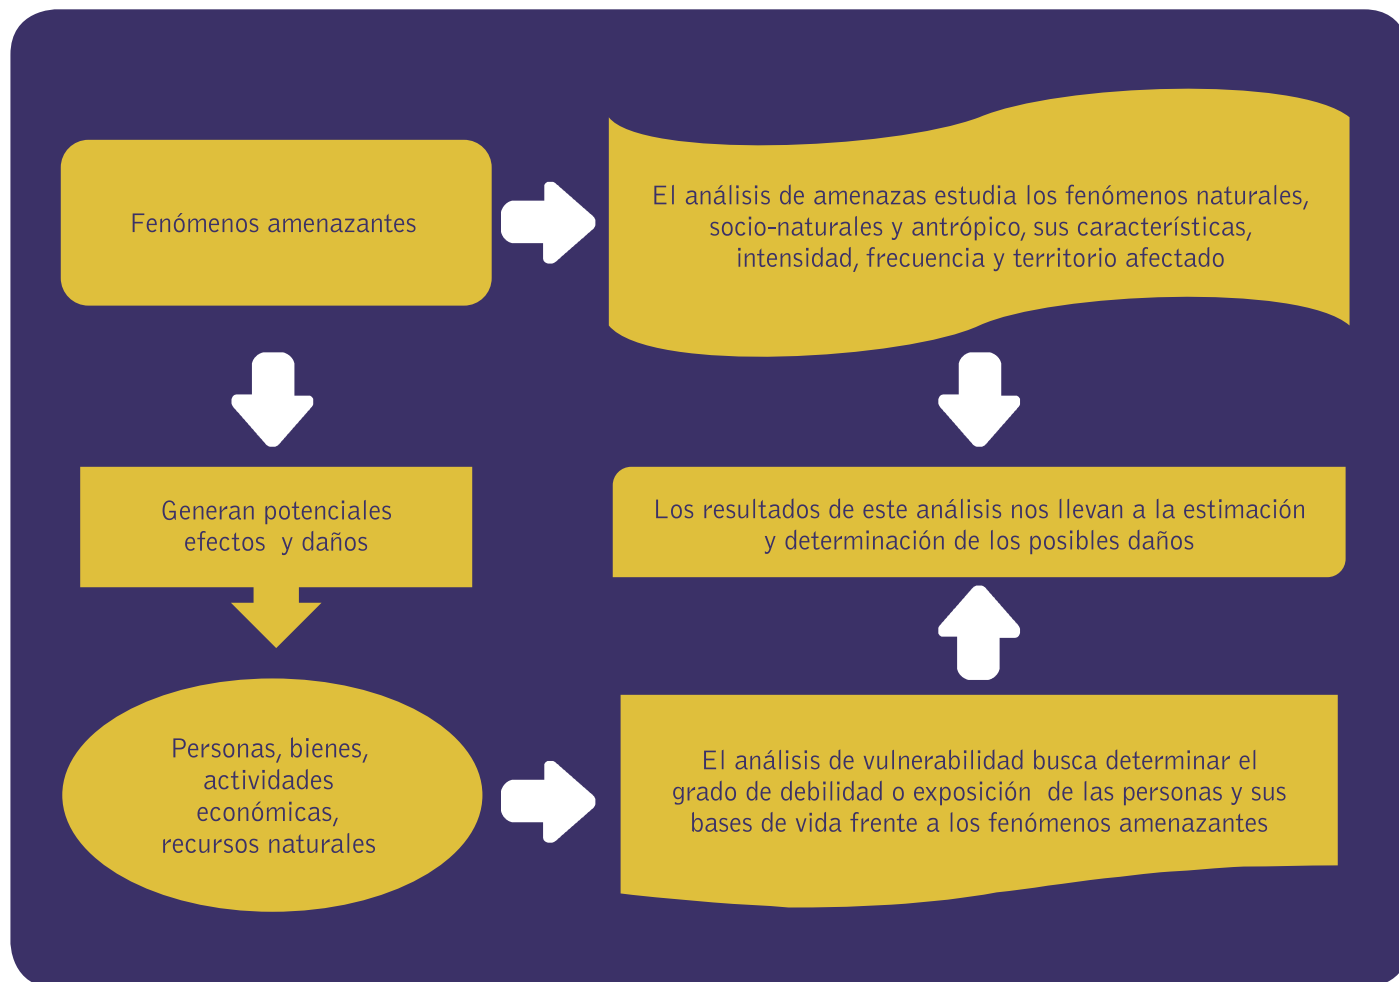 Fenómenos amenazantes
El análisis de amenazas estudia los fenómenos naturales,
socio-naturales y antrópico, sus características,
intensidad, frecuencia y territorio afectado
Generan potenciales
efectos  y daños
Los resultados de este análisis nos llevan a la estimación
y determinación de los posibles daños
Personas, bienes,
actividades
económicas,
recursos naturales
El análisis de vulnerabilidad busca determinar el
grado de debilidad o exposición  de las personas y sus
bases de vida frente a los fenómenos amenazantes